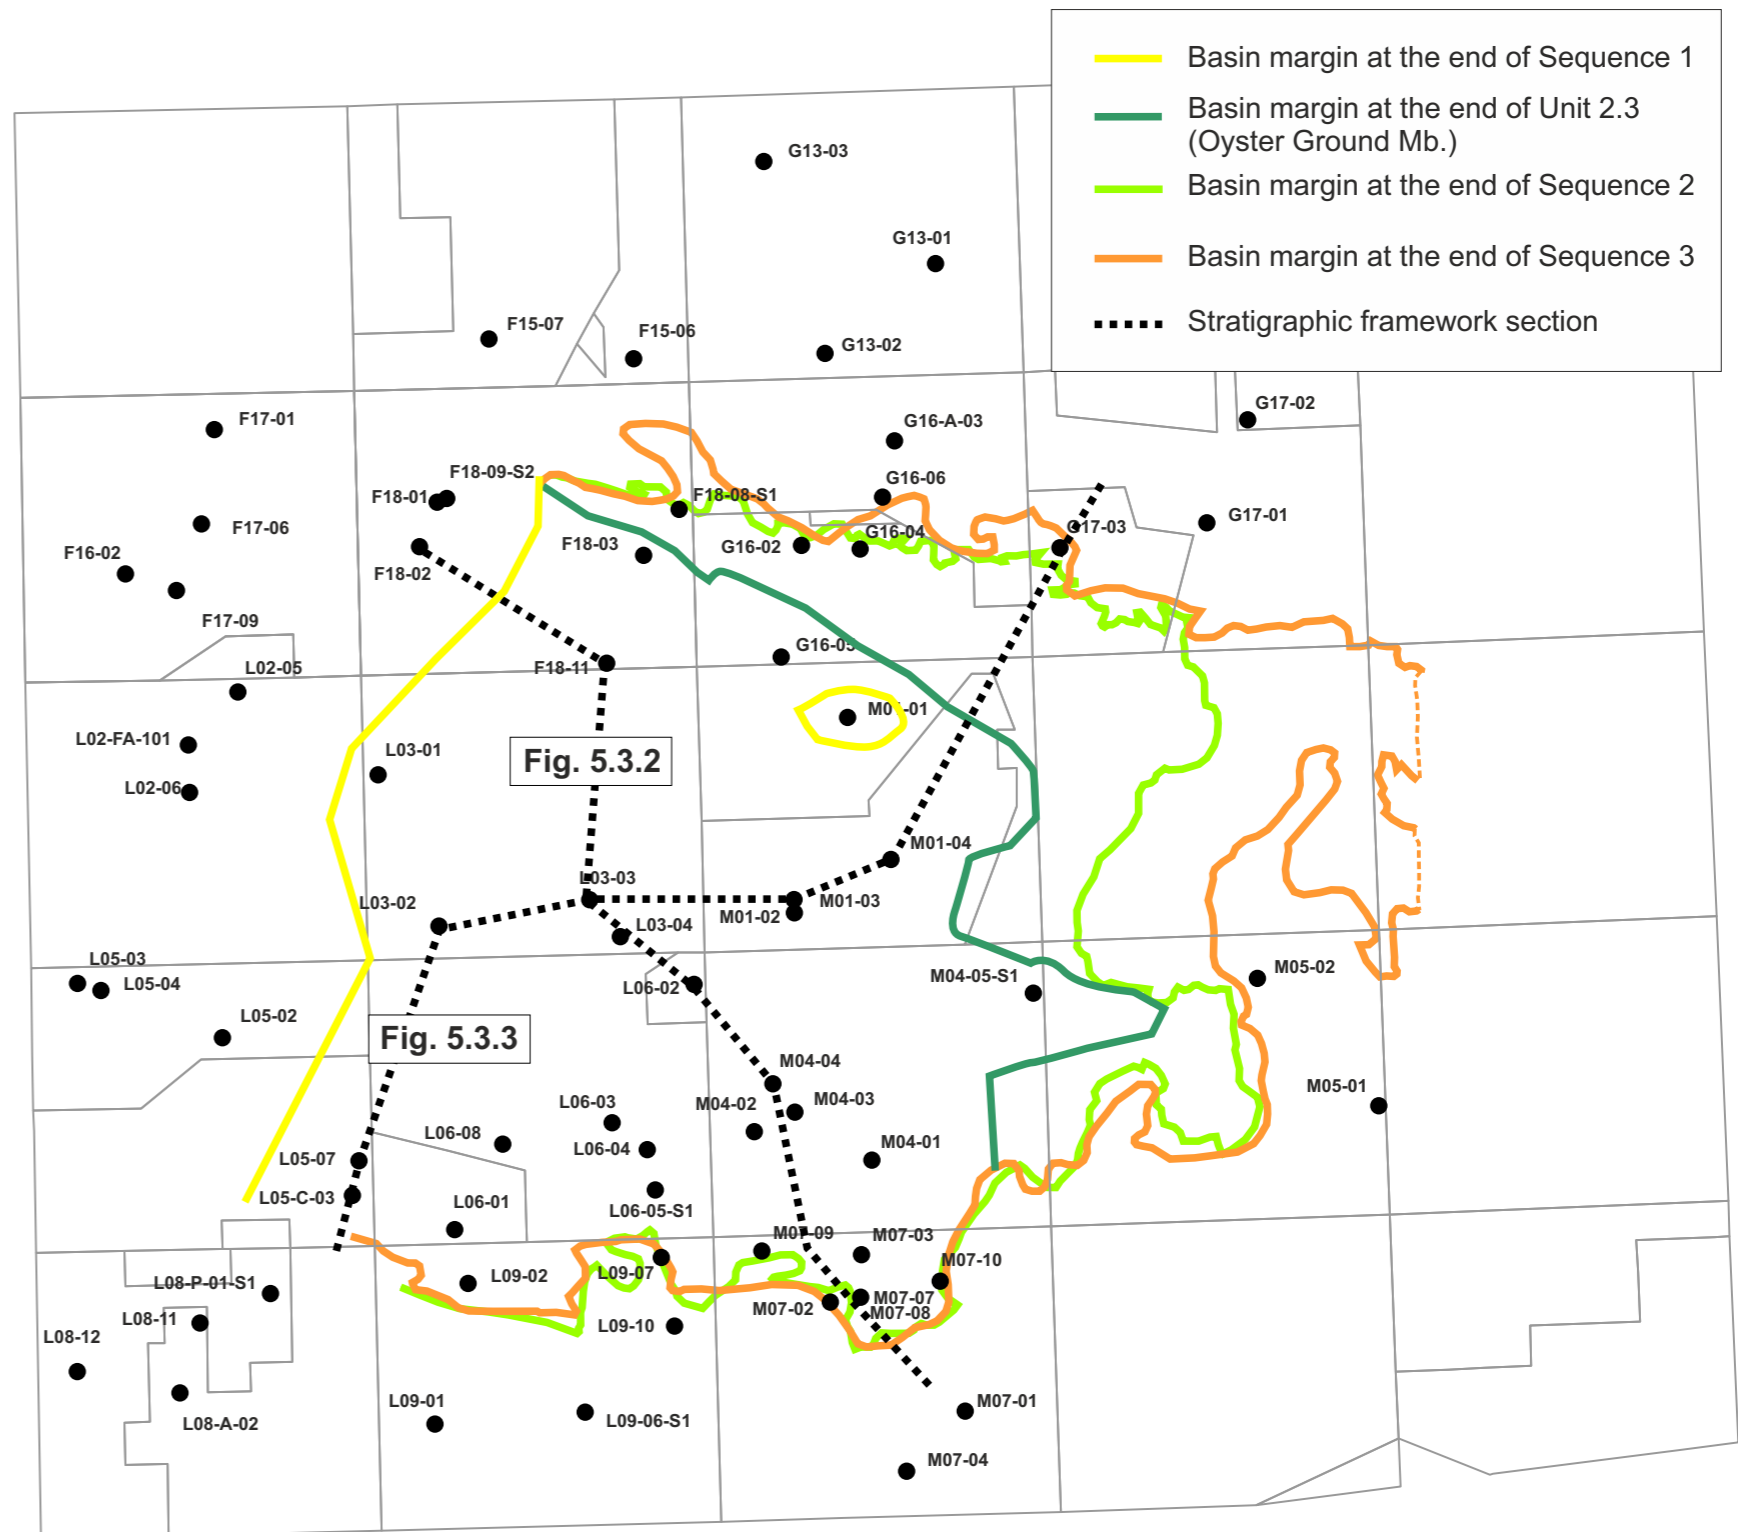 Basin margin at the end of Sequence 1
Basin margin at the end of Unit 2.3
(Oyster Ground Mb.)
Basin margin at the end of Sequence 2
Basin margin at the end of Sequence 3
Stratigraphic framework section
G13-03
G13-01
F15-07
F15-06
G13-02
G17-02
F17-01
G16-A-03
F18-09-S2
G16-06
F18-01
F18-08-S1
F17-06
G17-03
G17-01
G16-04
F18-03
G16-02
F16-02
F18-02
F17-09
G16-05
L02-05
F18-11
M01-01
L02-FA-101
L03-01
Fig. 5.3.2
L02-06
M01-04
L03-03
L03-02
M01-03
M01-02
L03-04
L05-03
L05-04
L06-02
M04-05-S1
M05-02
L05-02
Fig. 5.3.3
M04-04
M05-01
L06-03
M04-02
M04-03
L06-08
L06-04
M04-01
L05-07
L05-C-03
L06-01
L06-05-S1
M07-09
M07-03
M07-10
L09-07
L09-02
L08-P-01-S1
M07-07
M07-02
M07-08
L08-11
L09-10
L08-12
L09-01
M07-01
L08-A-02
L09-06-S1
M07-04